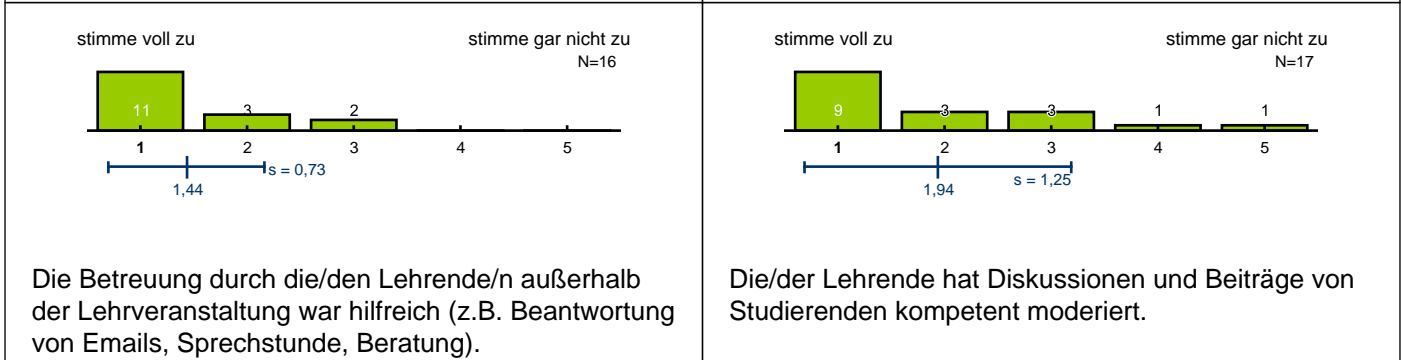 stimme voll zu
stimme gar nicht zu
N=16
11
3
2
1
2
3
4
5
s = 0,73
1,44
Die Betreuung durch die/den Lehrende/n außerhalb
der Lehrveranstaltung war hilfreich (z.B. Beantwortung
von Emails, Sprechstunde, Beratung).
stimme voll zu
stimme gar nicht zu
N=17
9
3
3
1
1
1
2
3
4
5
s = 1,25
1,94
Die/der Lehrende hat Diskussionen und Beiträge von
Studierenden kompetent moderiert.